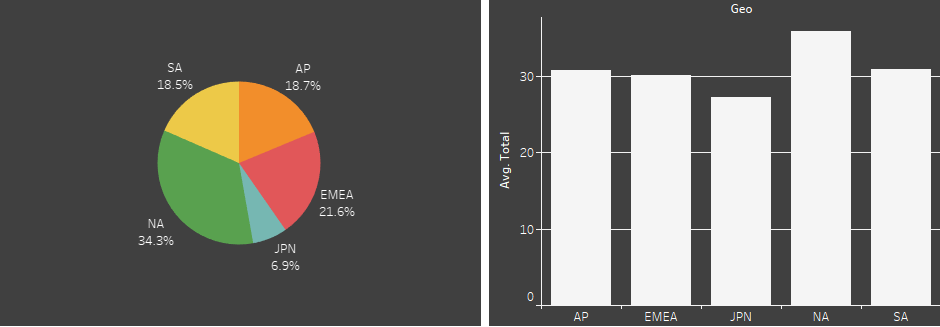 SA
18.5%
AP
18.7%
EMEA
21.6%
NA
34.3%
JPN
6.9%
Geo
Avg. Total
30
20
10
0
AP EMEA JPN NA SA